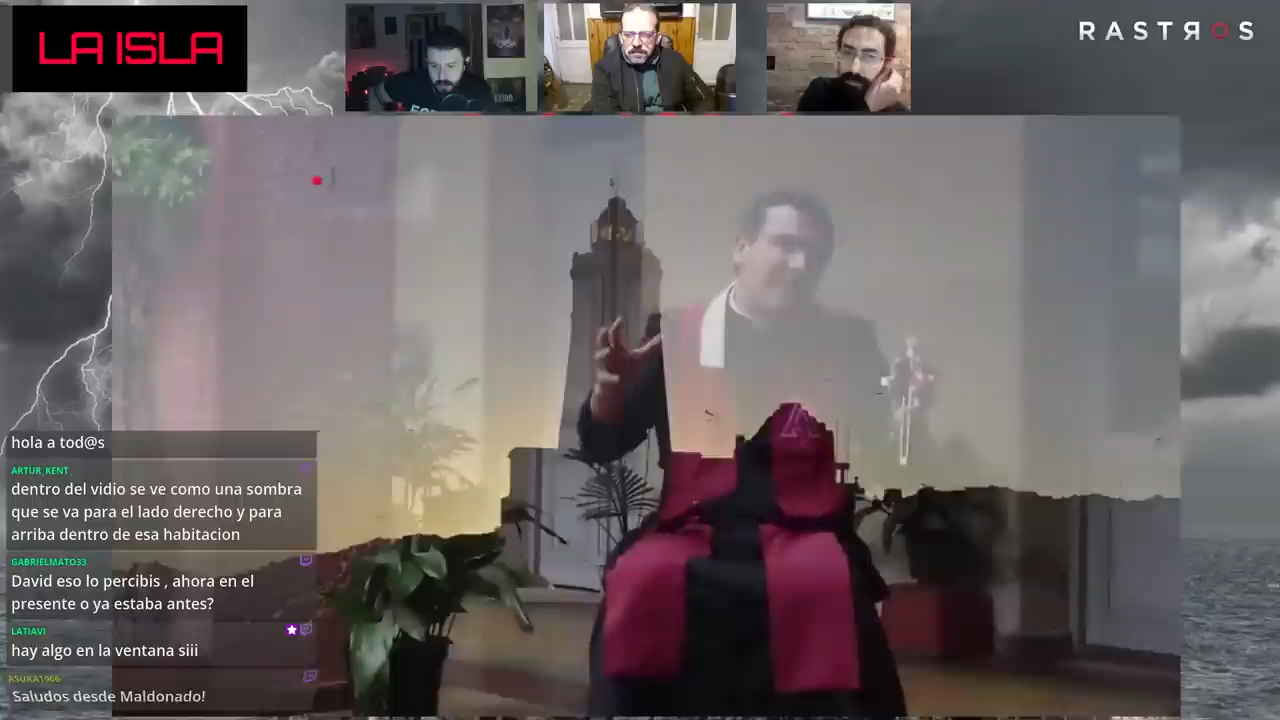 LA ISLA
RASTROS
hola a tod@s
ARTUR_KENT_
dentro del vidio se ve como una sombra
que se va para el lado derecho y para
arriba dentro de esa habitacion
GABRIELMATO33
David eso lo percibis , ahora en el
presente o ya estaba antes?
LATIAVI
hay algo en la ventana siii
Saludos desde Maldonado!